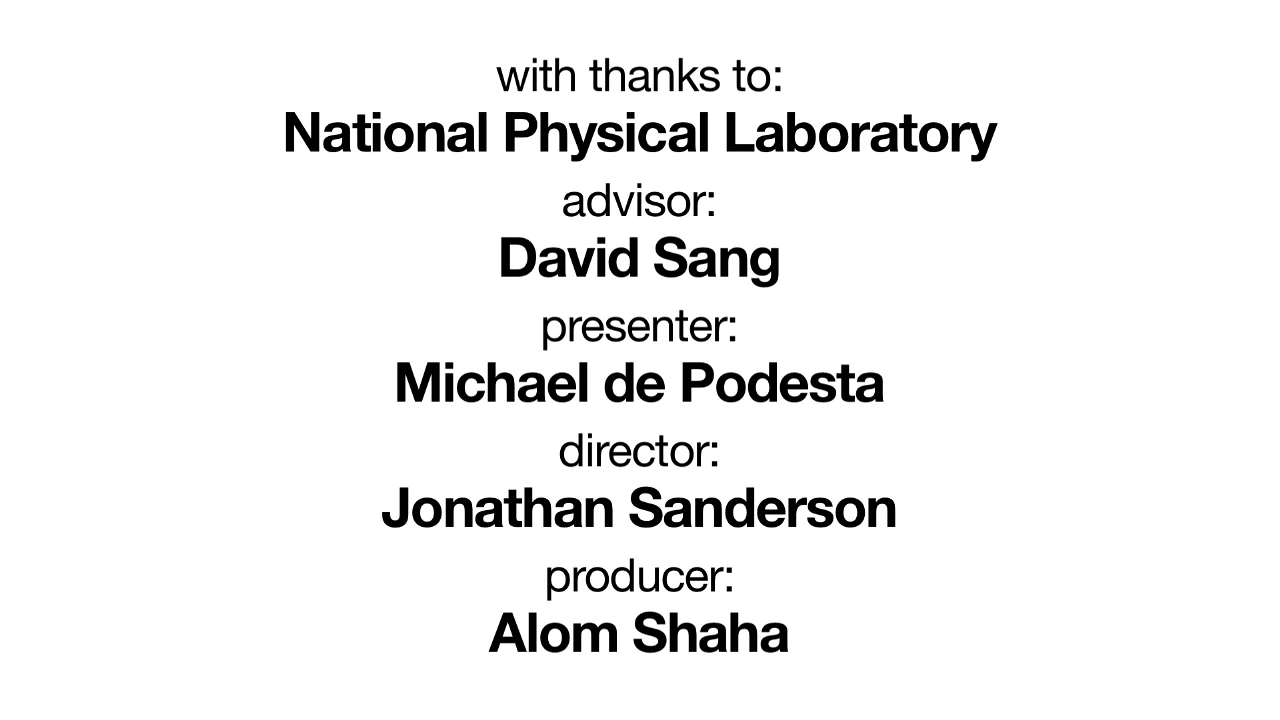 with thanks to:
National Physical Laboratory
advisor:
David Sang
presenter:
Michael de Podesta
director:
Jonathan Sanderson
producer:
Alom Shaha